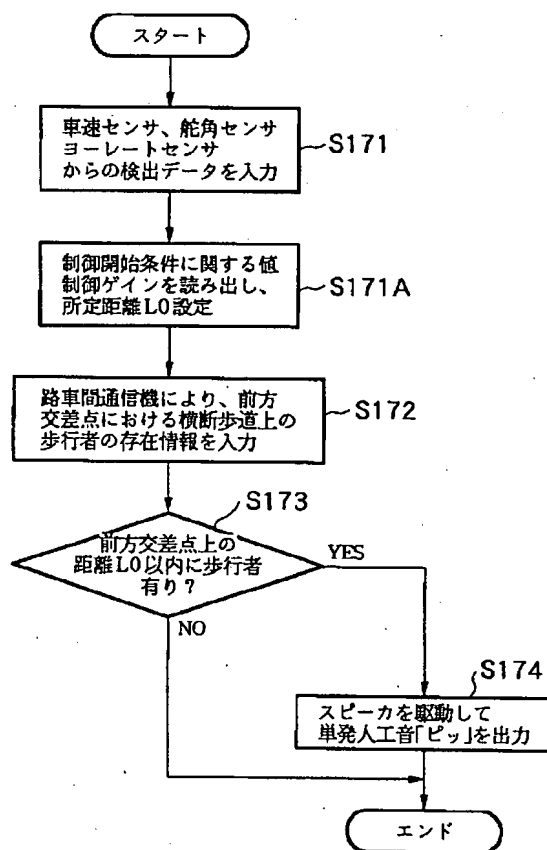 スタート
車速センサ、舵角センサ
ヨーレートセンサ
からの検出データを入力
S171
制御開始条件に関する値
制御ゲインを読み出し、
所定距離L0設定
S171A
路車間通信機により、前方
交差点における横断歩道上の
歩行者の存在情報を入力
S172
S173
前方交差点上の
距離L0以内に歩行者
有り?
YES
NO
S174
スピーカを駆動して
単発人工音「ピッ」を出力
エンド